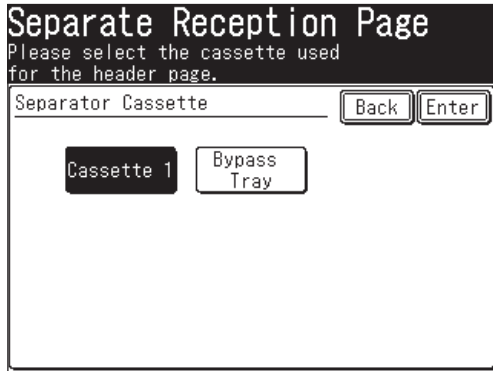 Separate Reception Page
Please select the cassette used
for the header page.
Separator Cassette
Back
Enter
Cassette 1
Bypass
Tray